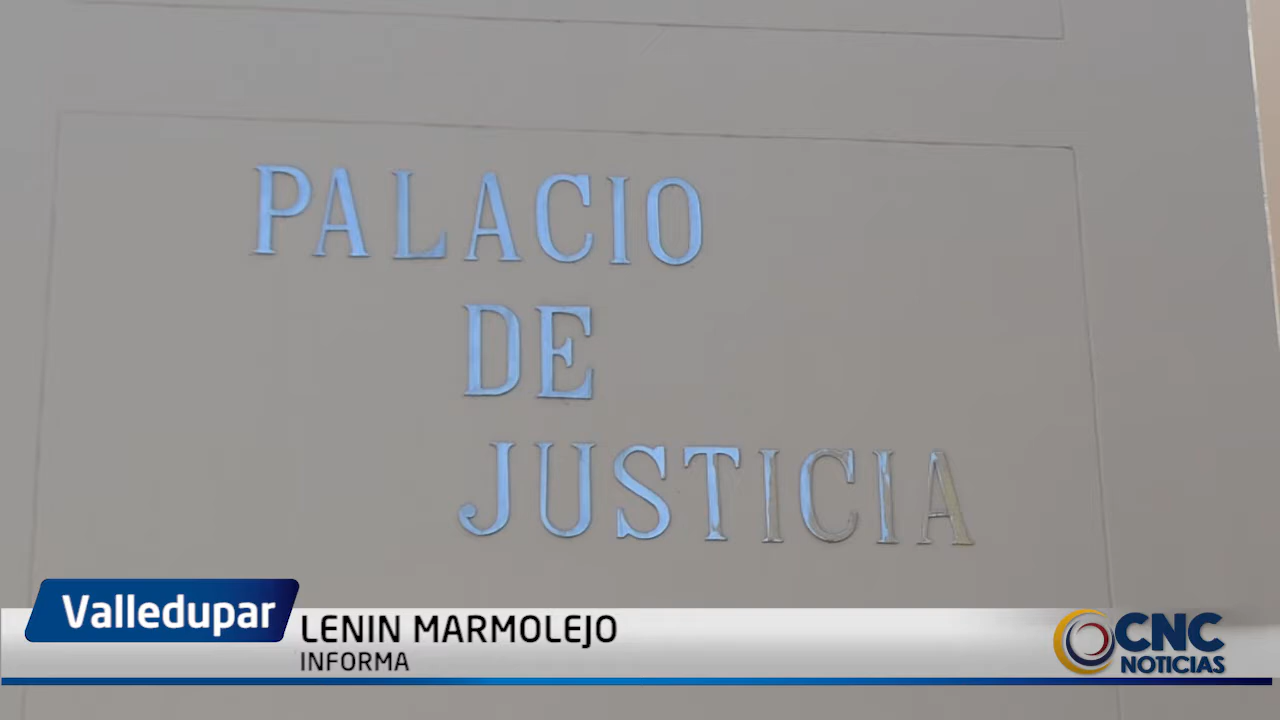 PALACIO
DE
JUSTICIA
Valledupar
LENIN MARMOLEJO
INFORMA
CNC
NOTICIAS